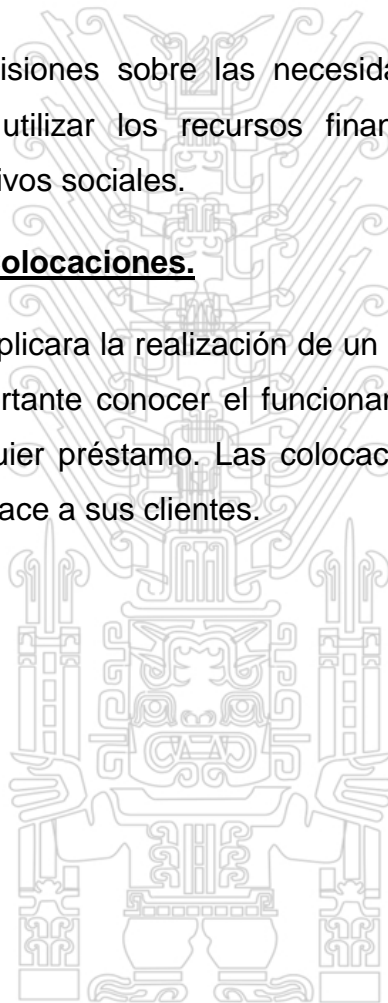 isiones sobre las necesida
utilizar los recursos finan
ivos sociales.
olocaciones.
plicara la realización de un
rtante conocer el funcionar
uier préstamo. Las colocac
ace a sus clientes.